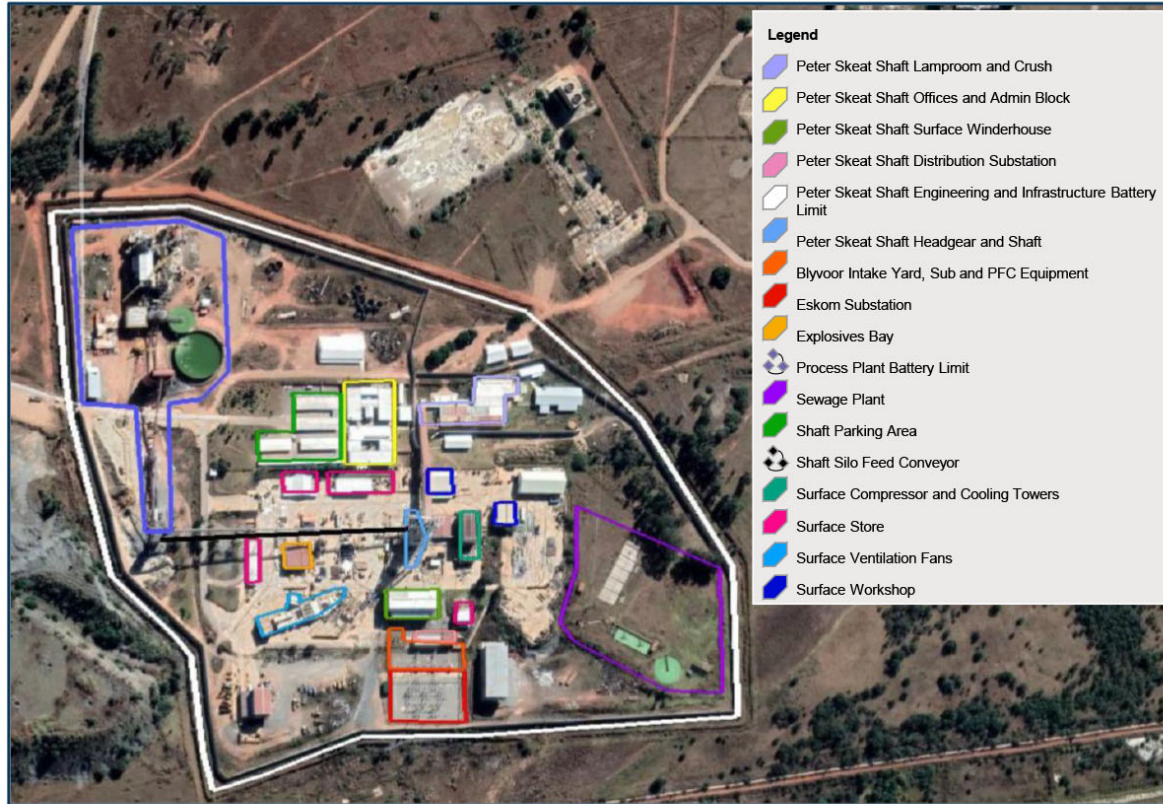 Legend
Peter Skeat Shaft Lamproom and Crush
Peter Skeat Shaft Offices and Admin Block
Peter Skeat Shaft Surface Winderhouse
Peter Skeat Shaft Distribution Substation
Peter Skeat Shaft Engineering and Infrastructure Battery
Limit
Peter Skeat Shaft Headgear and Shaft
Blyvoor Intake Yard, Sub and PFC Equipment
Eskom Substation
Explosives Bay
Process Plant Battery Limit
Sewage Plant
Shaft Parking Area
Shaft Silo Feed Conveyor
Surface Compressor and Cooling Towers
Surface Store
Surface Ventilation Fans
Surface Workshop